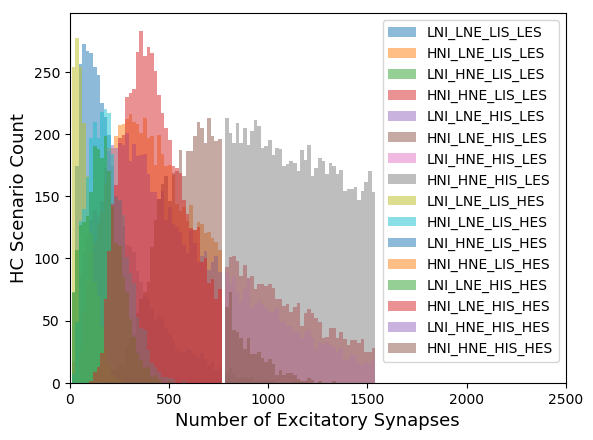 LNI_LNE_LIS_LES
HNI_LNE_LIS_LES
LNI_HNE_LIS_LES
HNI_HNE_LIS_LES
LNI_LNE_HIS_LES
HNI_LNE_HIS_LES
LNI_HNE_HIS_LES
HNI_HNE_HIS_LES
LNI_LNE_LIS_HES
HNI_LNE_LIS_HES
LNI_HNE_LIS_HES
HNI_HNE_LIS_HES
LNI_LNE_HIS_HES
HNI_LNE_HIS_HES
LNI_HNE_HIS_HES
HNI_HNE_HIS_HES
HC Scenario Count
250
200
150
100
50
0
0 500 1000 1500 2000 2500
Number of Excitatory Synapses